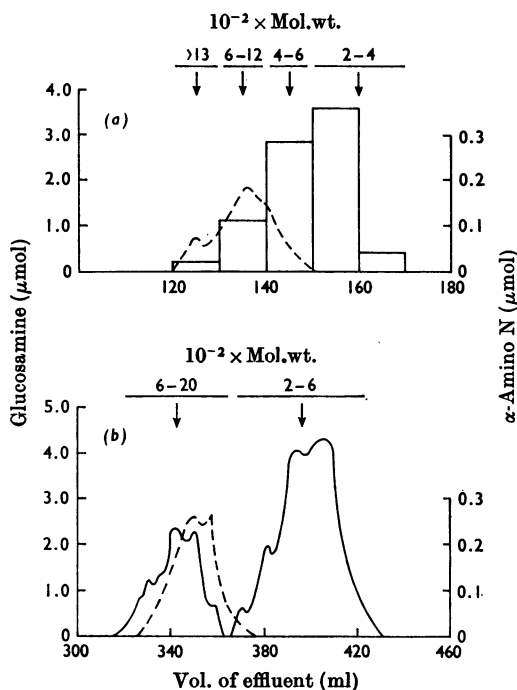 10⁻² × Mol.wt.
>13 6–12 4–6 2–4
4.0
3.0
2.0
1.0
0
(a)
0.3
0.2
0.1
0
120 140 160 180
Glucosamine (μmol)
α-Amino N (μmol)
10⁻² × Mol.wt.
6–20 2–6
5.0
4.0
3.0
2.0
1.0
0
(b)
0.3
0.2
0.1
0
300 340 380 420 460
Vol. of effluent (ml)